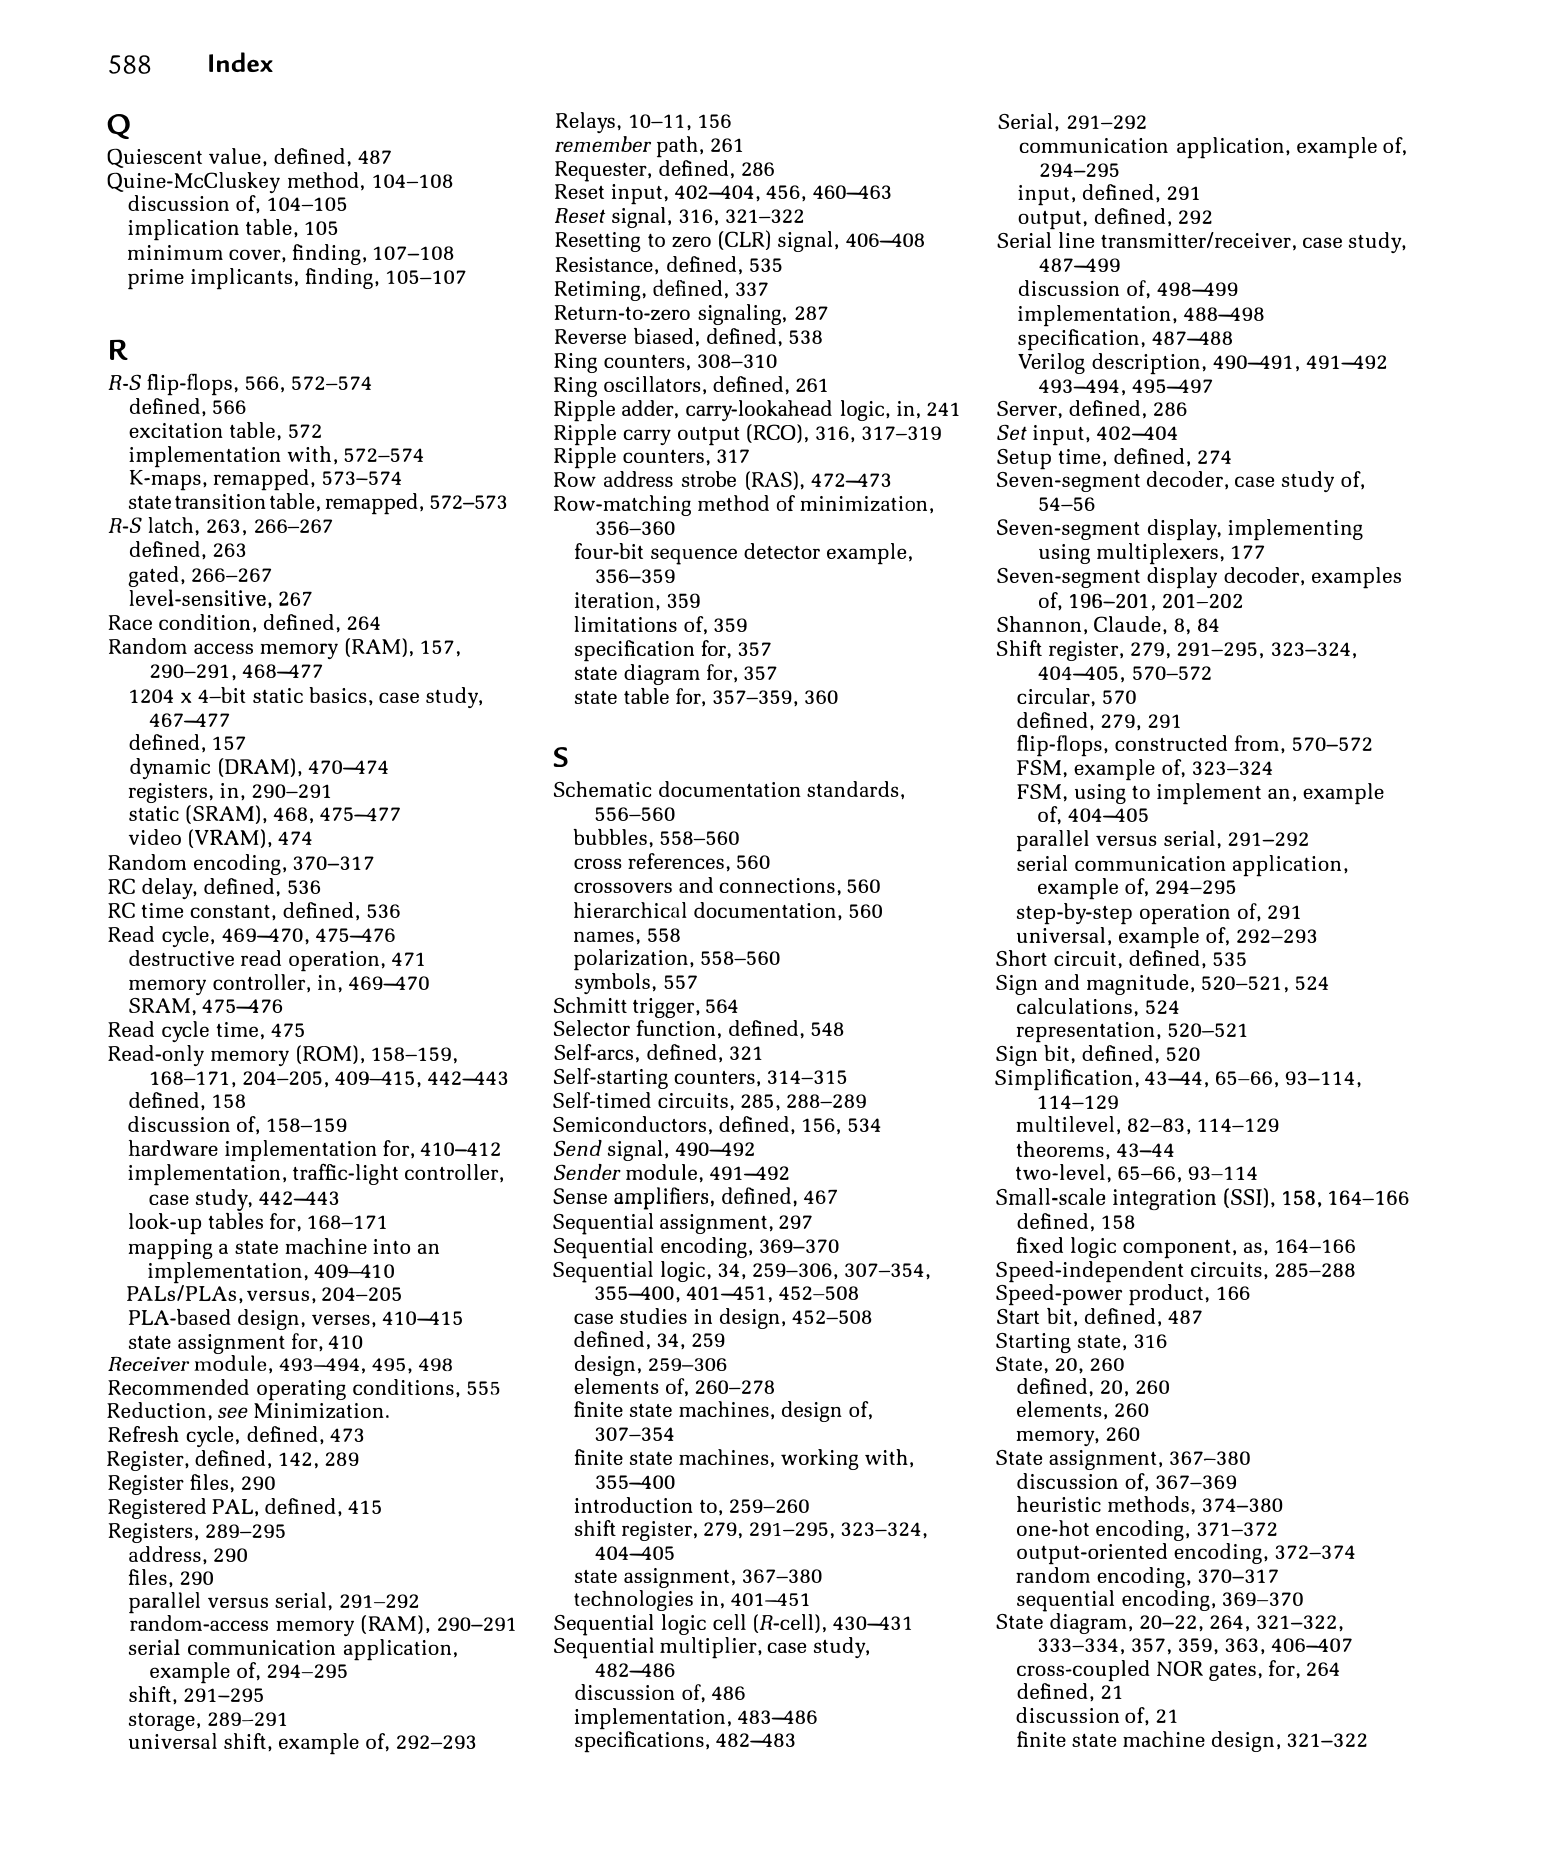 588 Index
Q
Quiescent value, defined, 487
Quine-McCluskey method, 104–108
discussion of, 104–105
implication table, 105
minimum cover, finding, 107–108
prime implicants, finding, 105–107
R
R-S flip-flops, 566, 572–574
defined, 566
excitation table, 572
implementation with, 572–574
K-maps, remapped, 573–574
state transition table, remapped, 572–573
R-S latch, 263, 266–267
defined, 263
gated, 266–267
level-sensitive, 267
Race condition, defined, 264
Random access memory (RAM), 157,
290–291, 468–477
1204 x 4–bit static basics, case study,
467–477
defined, 157
dynamic (DRAM), 470–474
registers, in, 290–291
static (SRAM), 468, 475–477
video (VRAM), 474
Random encoding, 370–317
RC delay, defined, 536
RC time constant, defined, 536
Read cycle, 469–470, 475–476
destructive read operation, 471
memory controller, in, 469–470
SRAM, 475–476
Read cycle time, 475
Read-only memory (ROM), 158–159,
168–171, 204–205, 409–415, 442–443
defined, 158
discussion of, 158–159
hardware implementation for, 410–412
implementation, traffic-light controller,
case study, 442–443
look-up tables for, 168–171
mapping a state machine into an
implementation, 409–410
PALs/PLAs, versus, 204–205
PLA-based design, verses, 410–415
state assignment for, 410
Receiver module, 493–494, 495, 498
Recommended operating conditions, 555
Reduction, see Minimization.
Refresh cycle, defined, 473
Register, defined, 142, 289
Register files, 290
Registered PAL, defined, 415
Registers, 289–295
address, 290
files, 290
parallel versus serial, 291–292
random-access memory (RAM), 290–291
serial communication application,
example of, 294–295
shift, 291–295
storage, 289–291
universal shift, example of, 292–293
Relays, 10–11, 156
remember path, 261
Requester, defined, 286
Reset input, 402–404, 456, 460–463
Reset signal, 316, 321–322
Resetting to zero (CLR) signal, 406–408
Resistance, defined, 535
Retiming, defined, 337
Return-to-zero signaling, 287
Reverse biased, defined, 538
Ring counters, 308–310
Ring oscillators, defined, 261
Ripple adder, carry-lookahead logic, in, 241
Ripple carry output (RCO), 316, 317–319
Ripple counters, 317
Row address strobe (RAS), 472–473
Row-matching method of minimization,
356–360
four-bit sequence detector example,
356–359
iteration, 359
limitations of, 359
specification for, 357
state diagram for, 357
state table for, 357–359, 360
S
Schematic documentation standards,
556–560
bubbles, 558–560
cross references, 560
crossovers and connections, 560
hierarchical documentation, 560
names, 558
polarization, 558–560
symbols, 557
Schmitt trigger, 564
Selector function, defined, 548
Self-arcs, defined, 321
Self-starting counters, 314–315
Self-timed circuits, 285, 288–289
Semiconductors, defined, 156, 534
Send signal, 490–492
Sender module, 491–492
Sense amplifiers, defined, 467
Sequential assignment, 297
Sequential encoding, 369–370
Sequential logic, 34, 259–306, 307–354,
355–400, 401–451, 452–508
case studies in design, 452–508
defined, 34, 259
design, 259–306
elements of, 260–278
finite state machines, design of,
307–354
finite state machines, working with,
355–400
introduction to, 259–260
shift register, 279, 291–295, 323–324,
404–405
state assignment, 367–380
technologies in, 401–451
Sequential logic cell (R-cell), 430–431
Sequential multiplier, case study,
482–486
discussion of, 486
implementation, 483–486
specifications, 482–483
Serial, 291–292
communication application, example of,
294–295
input, defined, 291
output, defined, 292
Serial line transmitter/receiver, case study,
487–499
discussion of, 498–499
implementation, 488–498
specification, 487–488
Verilog description, 490–491, 491–492
493–494, 495–497
Server, defined, 286
Set input, 402–404
Setup time, defined, 274
Seven-segment decoder, case study of,
54–56
Seven-segment display, implementing
using multiplexers, 177
Seven-segment display decoder, examples
of, 196–201, 201–202
Shannon, Claude, 8, 84
Shift register, 279, 291–295, 323–324,
404–405, 570–572
circular, 570
defined, 279, 291
flip-flops, constructed from, 570–572
FSM, example of, 323–324
FSM, using to implement an, example
of, 404–405
parallel versus serial, 291–292
serial communication application,
example of, 294–295
step-by-step operation of, 291
universal, example of, 292–293
Short circuit, defined, 535
Sign and magnitude, 520–521, 524
calculations, 524
representation, 520–521
Sign bit, defined, 520
Simplification, 43–44, 65–66, 93–114,
114–129
multilevel, 82–83, 114–129
theorems, 43–44
two-level, 65–66, 93–114
Small-scale integration (SSI), 158, 164–166
defined, 158
fixed logic component, as, 164–166
Speed-independent circuits, 285–288
Speed-power product, 166
Start bit, defined, 487
Starting state, 316
State, 20, 260
defined, 20, 260
elements, 260
memory, 260
State assignment, 367–380
discussion of, 367–369
heuristic methods, 374–380
one-hot encoding, 371–372
output-oriented encoding, 372–374
random encoding, 370–317
sequential encoding, 369–370
State diagram, 20–22, 264, 321–322,
333–334, 357, 359, 363, 406–407
cross-coupled NOR gates, for, 264
defined, 21
discussion of, 21
finite state machine design, 321–322